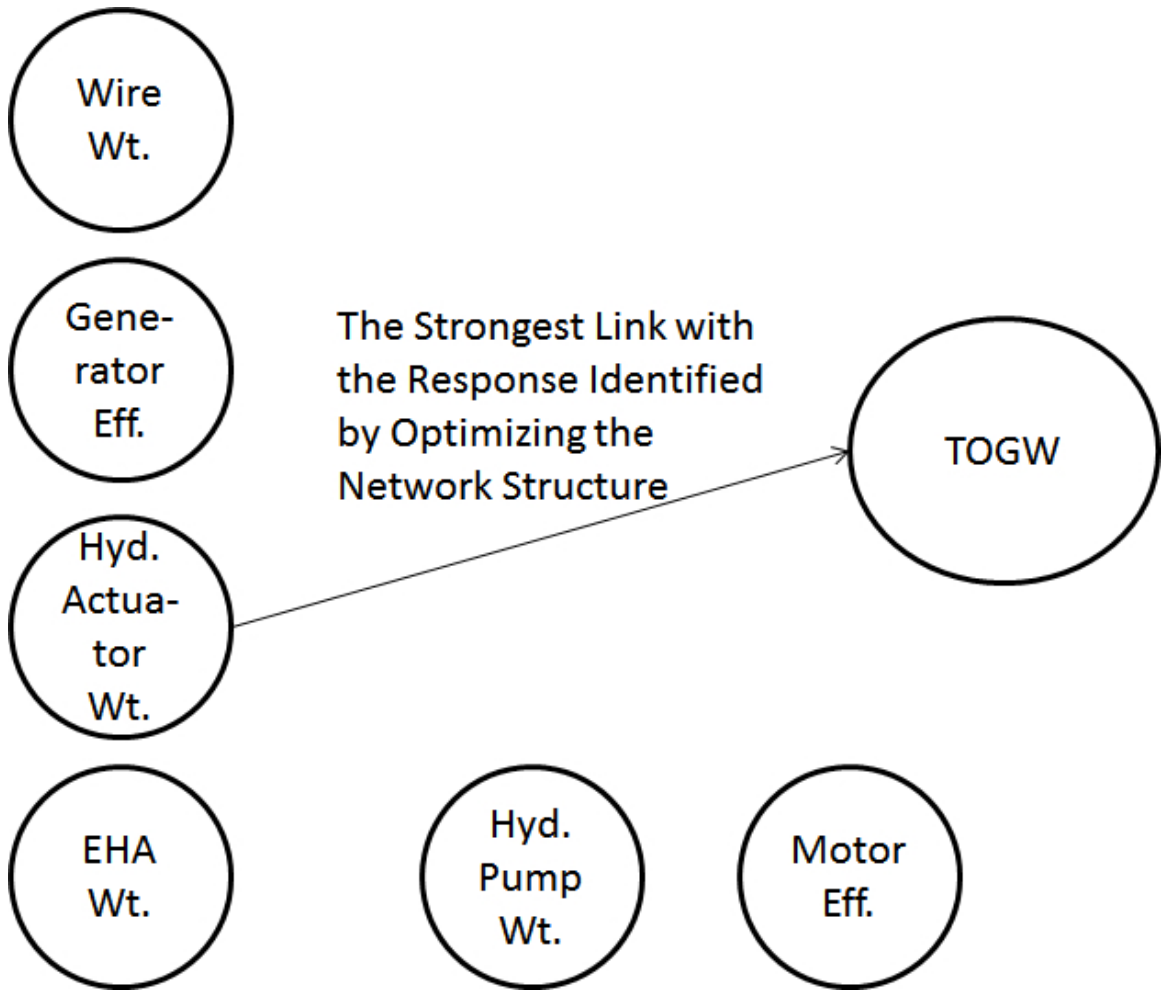 Wire
Wt.
Gene-
rator
Eff.
The Strongest Link with
the Response Identified
by Optimizing the
Network Structure
TOGW
Hyd.
Actua-
tor
Wt.
EHA
Wt.
Hyd.
Pump
Wt.
Motor
Eff.